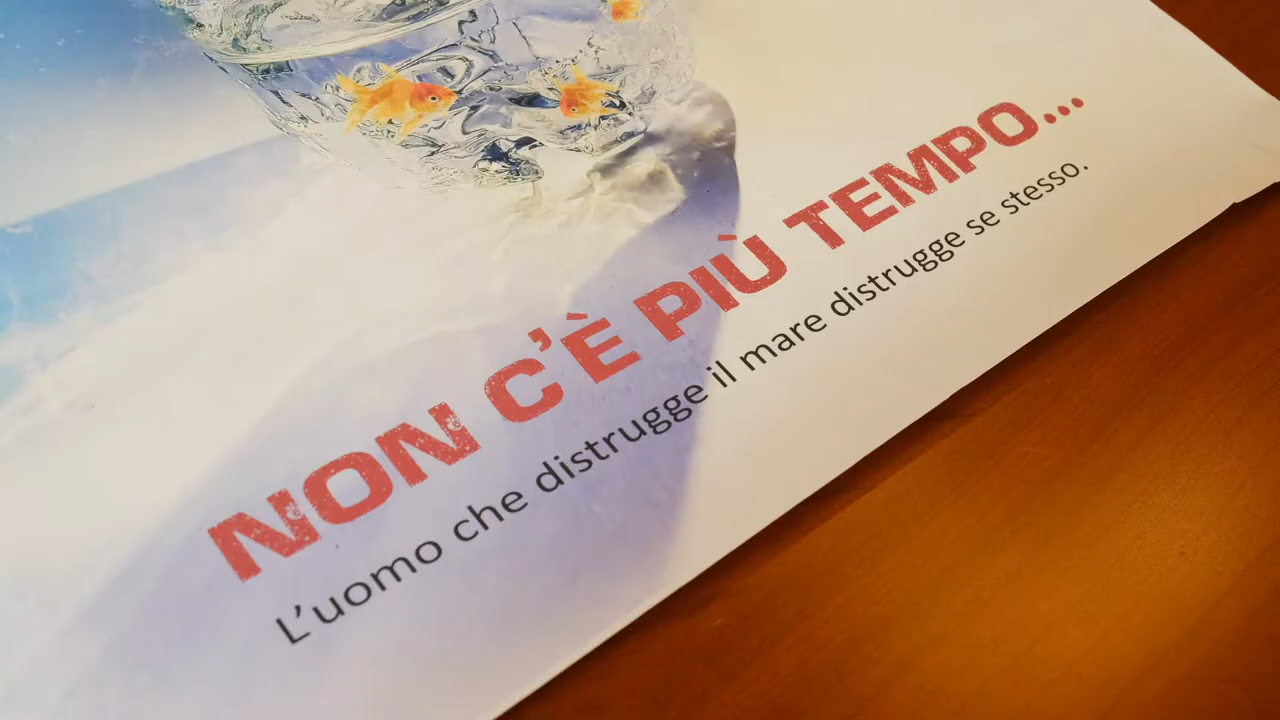 NON C'È PIÙ TEMPO...
L'uomo che distrugge il mare distrugge se stesso.